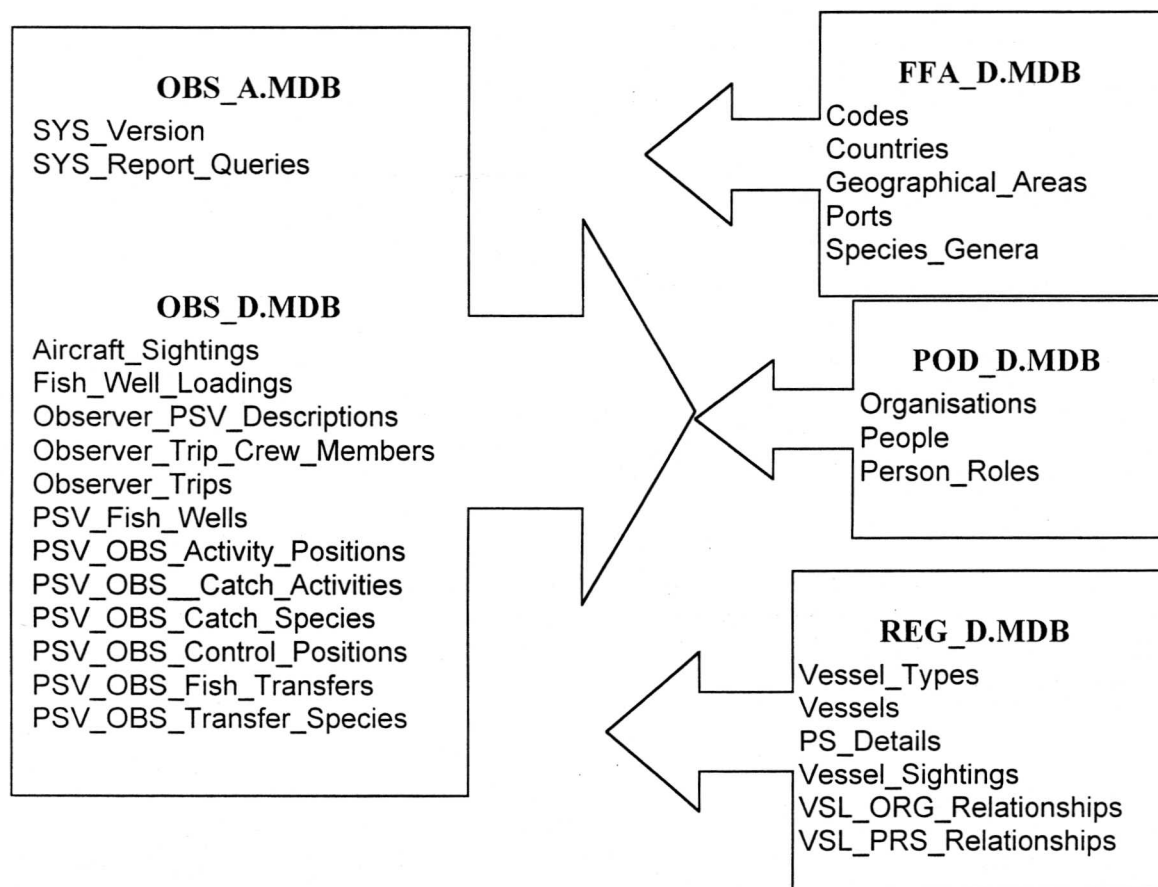 OBS_A.MDB
SYS_Version
SYS_Report_Queries
OBS_D.MDB
Aircraft_Sightings
Fish_Well_Loadings
Observer_PSV_Descriptions
Observer_Trip_Crew_Members
Observer_Trips
PSV_Fish_Wells
PSV_OBS_Activity_Positions
PSV_OBS__Catch_Activities
PSV_OBS_Catch_Species
PSV_OBS_Control_Positions
PSV_OBS_Fish_Transfers
PSV_OBS_Transfer_Species
FFA_D.MDB
Codes
Countries
Geographical_Areas
Ports
Species_Genera
POD_D.MDB
Organisations
People
Person_Roles
REG_D.MDB
Vessel_Types
Vessels
PS_Details
Vessel_Sightings
VSL_ORG_Relationships
VSL_PRS_Relationships